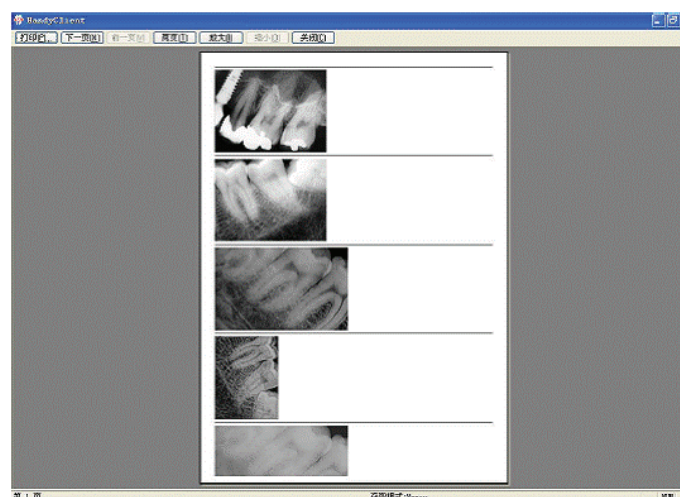 HandyClient
打印(P)... 下一页(N) 前一页(V) 两页(T) 放大(I) 缩小(O) 关闭(C)
第 1 页